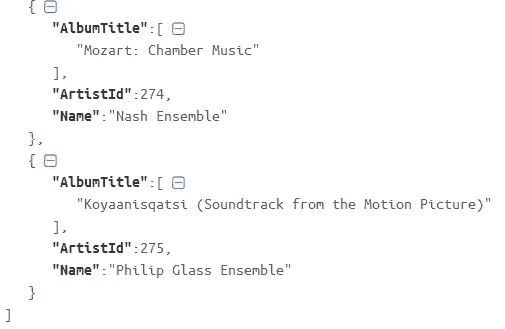 {
"AlbumTitle":[
"Mozart: Chamber Music"
],
"ArtistId":274,
"Name":"Nash Ensemble"
},
{
"AlbumTitle":[
"Koyaanisqatsi (Soundtrack from the Motion Picture)"
],
"ArtistId":275,
"Name":"Philip Glass Ensemble"
}
]